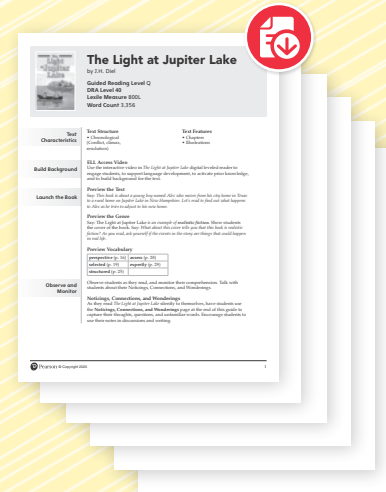 The Light
at Jupiter
Lake
The Light at Jupiter Lake
by J.H. Diel
Guided Reading Level Q
DRA Level 40
Lexile Measure 800L
Word Count 3,356
Text
Characteristics
Text Structure
• Chronological
(Conflict, climax,
resolution)
Text Features
• Chapters
• Illustrations
Build Background
ELL Access Video
Use the interactive video in The Light at Jupiter Lake digital leveled reader to
engage students, to support language development, to activate prior knowledge,
and to build background for the text.
Launch the Book
Preview the Text
Say: This book is about a young boy named Alec who moves from his city home in Texas
to a rural home on Jupiter Lake in New Hampshire. Let's read to find out what happens
to Alec as he tries to adjust to his new home.
Preview the Genre
Say: The Light at Jupiter Lake is an example of realistic fiction (show students
the cover of the book). Say: What about this cover tells you that this book is realistic
fiction? As you read, ask yourself if the events in the story are things that could happen
in real life.
Preview Vocabulary
perspective (p. 16) access (p. 28)
selected (p. 19) expertly (p. 29)
structured (p. 25)
Observe and
Monitor
Observe students as they read, and monitor their comprehension. Talk with
students about their Noticings, Connections, and Wonderings.
Noticings, Connections, and Wonderings
As they read The Light at Jupiter Lake silently to themselves, have students use
the Noticings, Connections, and Wonderings page at the end of this guide to
capture their thoughts, questions, and unfamiliar words. Encourage students to
use their notes in discussions and writing.
Pearson © Copyright 2020
1